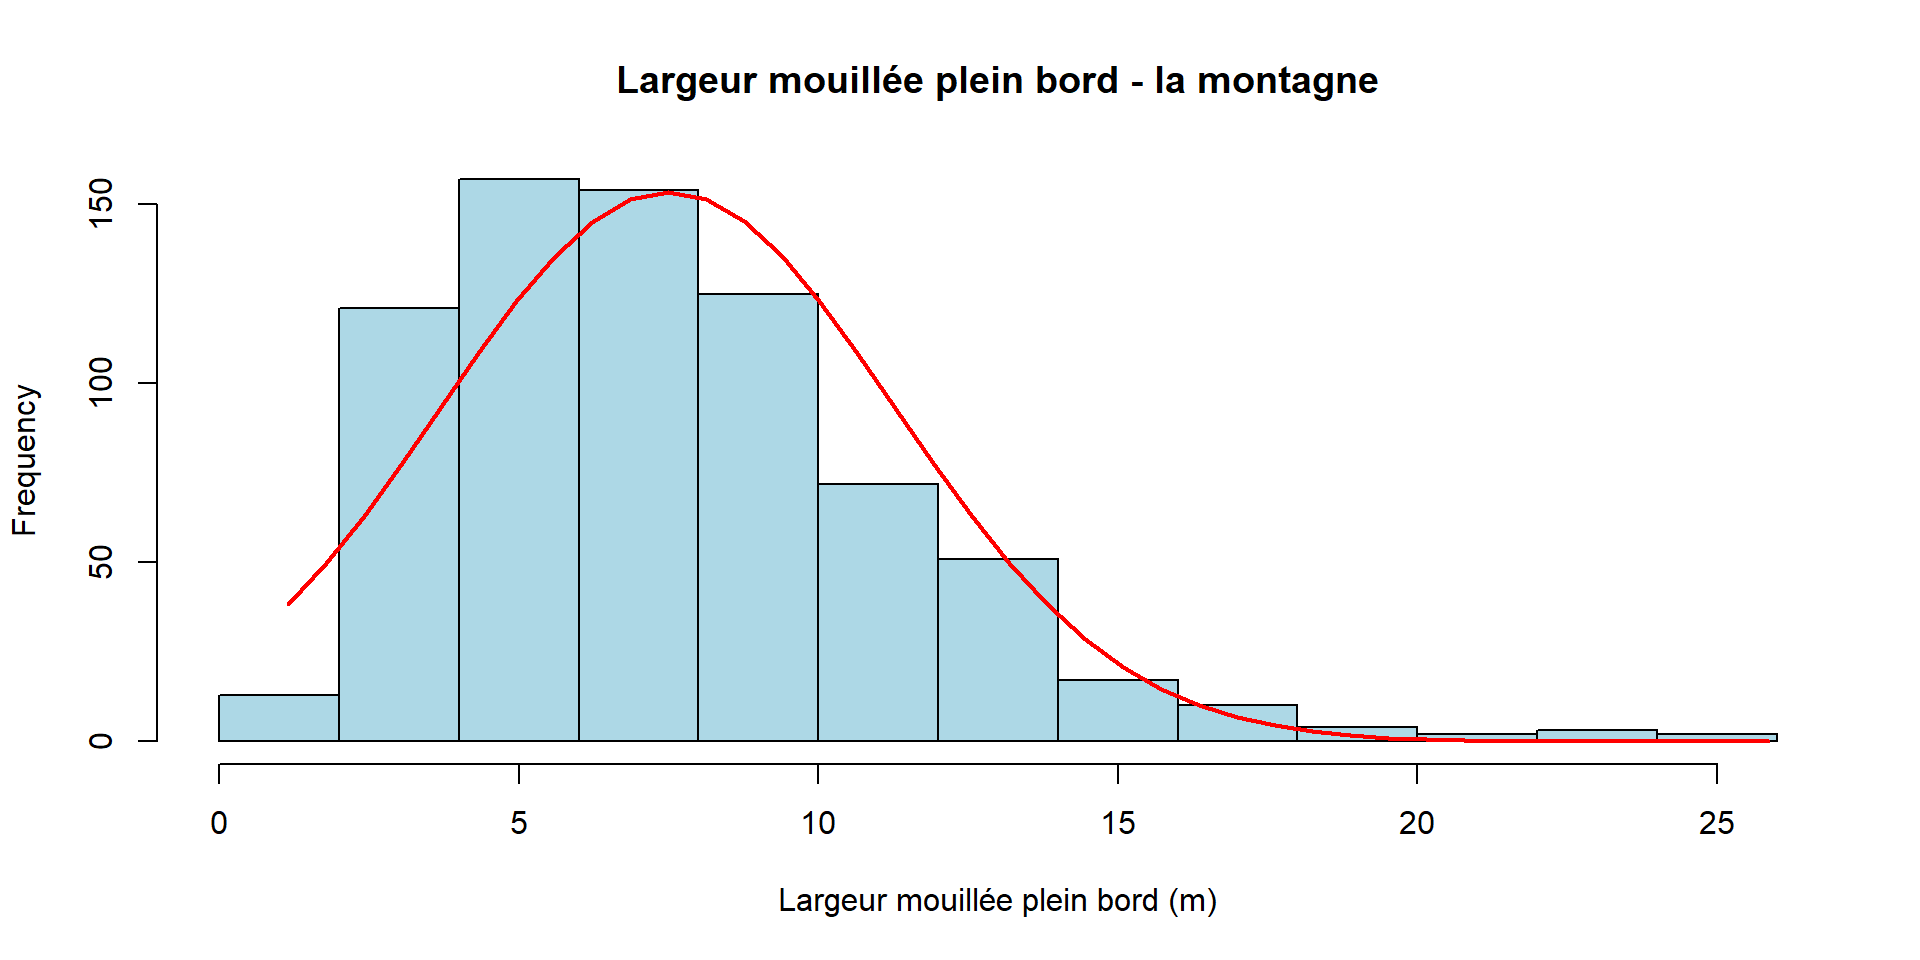 Largeur mouillée plein bord - la montagne
Frequency
150
100
50
0
0 5 10 15 20 25
Largeur mouillée plein bord (m)